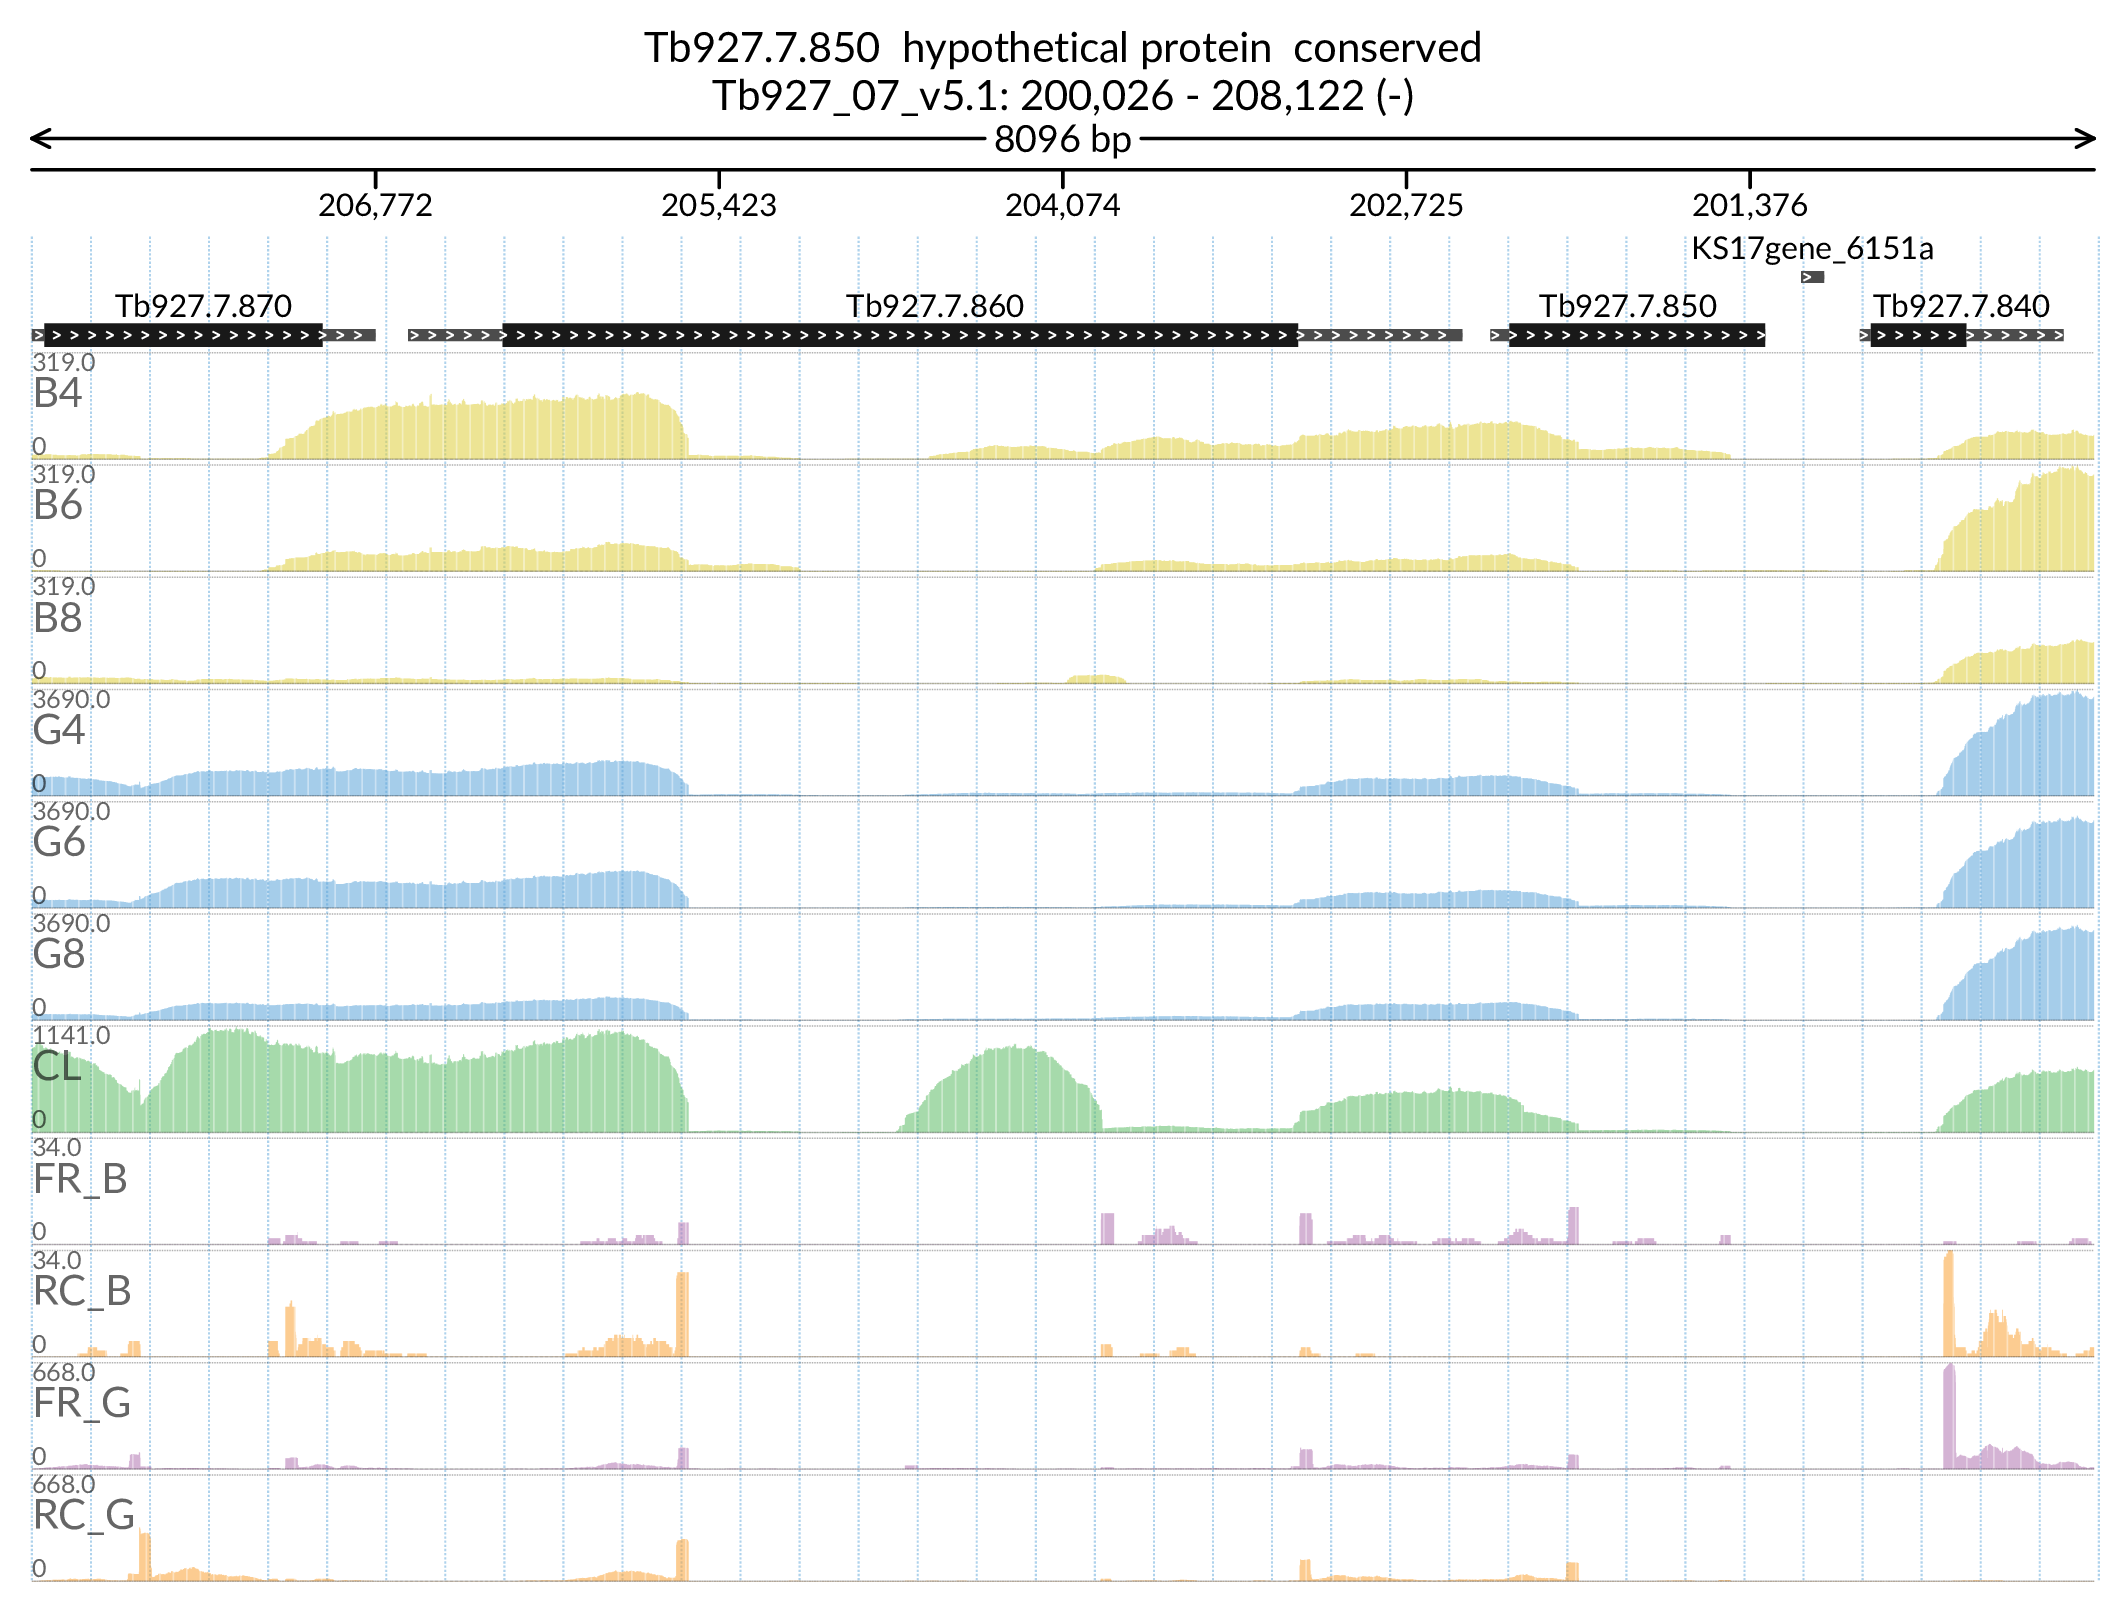 Tb927.7.850 hypothetical protein conserved
Tb927_07_v5.1: 200,026 - 208,122 (-)
8096 bp
206,772 205,423 204,074 202,725 201,376
KS17gene_6151a
Tb927.7.870 Tb927.7.860 Tb927.7.850 Tb927.7.840
319.0
B4
0
319.0
B6
0
319.0
B8
0
3690.0
G4
0
3690.0
G6
0
3690.0
G8
0
1141.0
CL
0
34.0
FR_B
0
34.0
RC_B
0
668.0
FR_G
0
668.0
RC_G
0